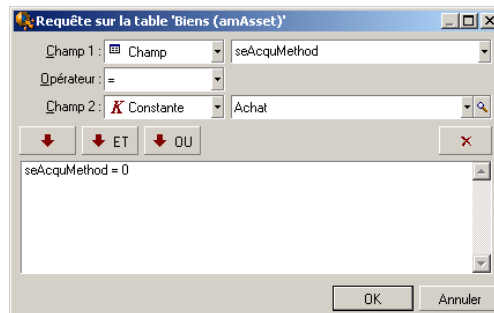 Requête sur la table 'Biens (amAsset)'
Champ 1 : Champ seAcquMethod
Opérateur : =
Champ 2 : K Constante Achat
ET OU
seAcquMethod = 0
OK Annuler